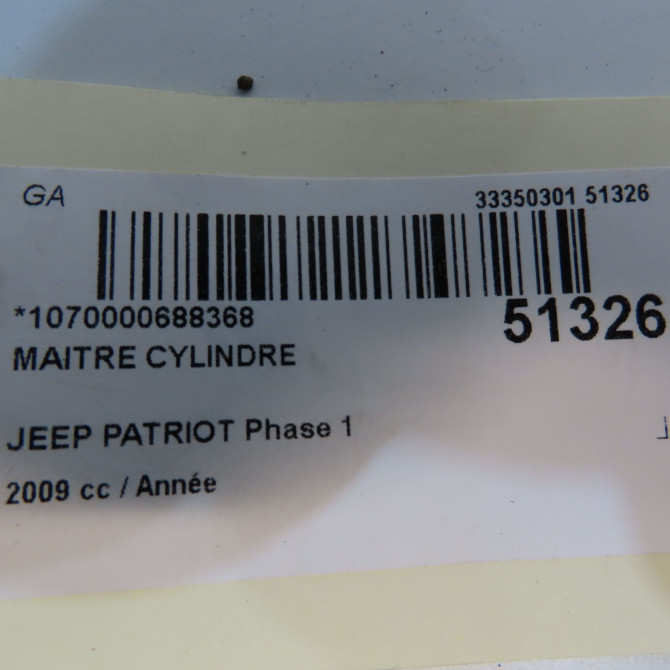 GA 33350301 51326
*1070000688368 51326
MAITRE CYLINDRE
JEEP PATRIOT Phase 1
2009 cc / Année